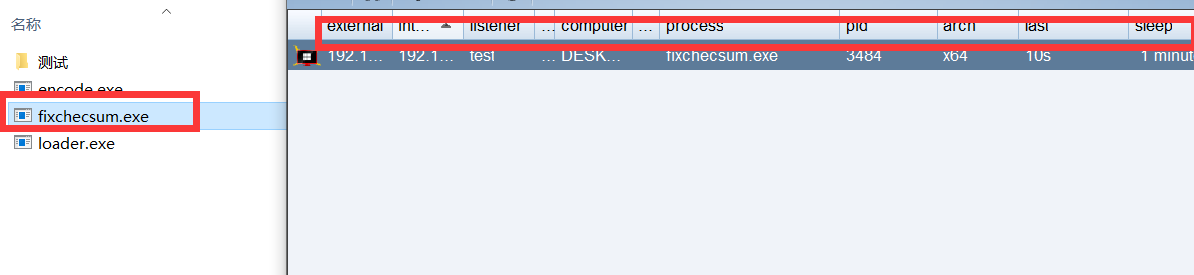 名称
测试
encode.exe
fixchecsum.exe
loader.exe
external int... listener ... computer ... process pid arch last sleep
192.1... 192.1... test ... DESK... fixchecsum.exe 3484 x64 10s 1 minut